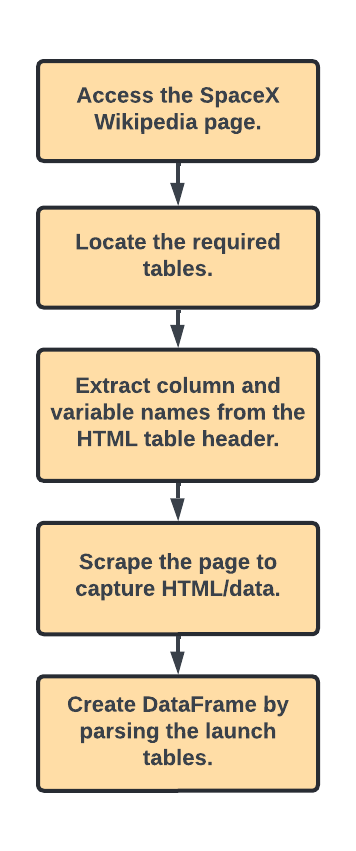 Access the SpaceX
Wikipedia page.
Locate the required
tables.
Extract column and
variable names from the
HTML table header.
Scrape the page to
capture HTML/data.
Create DataFrame by
parsing the launch
tables.